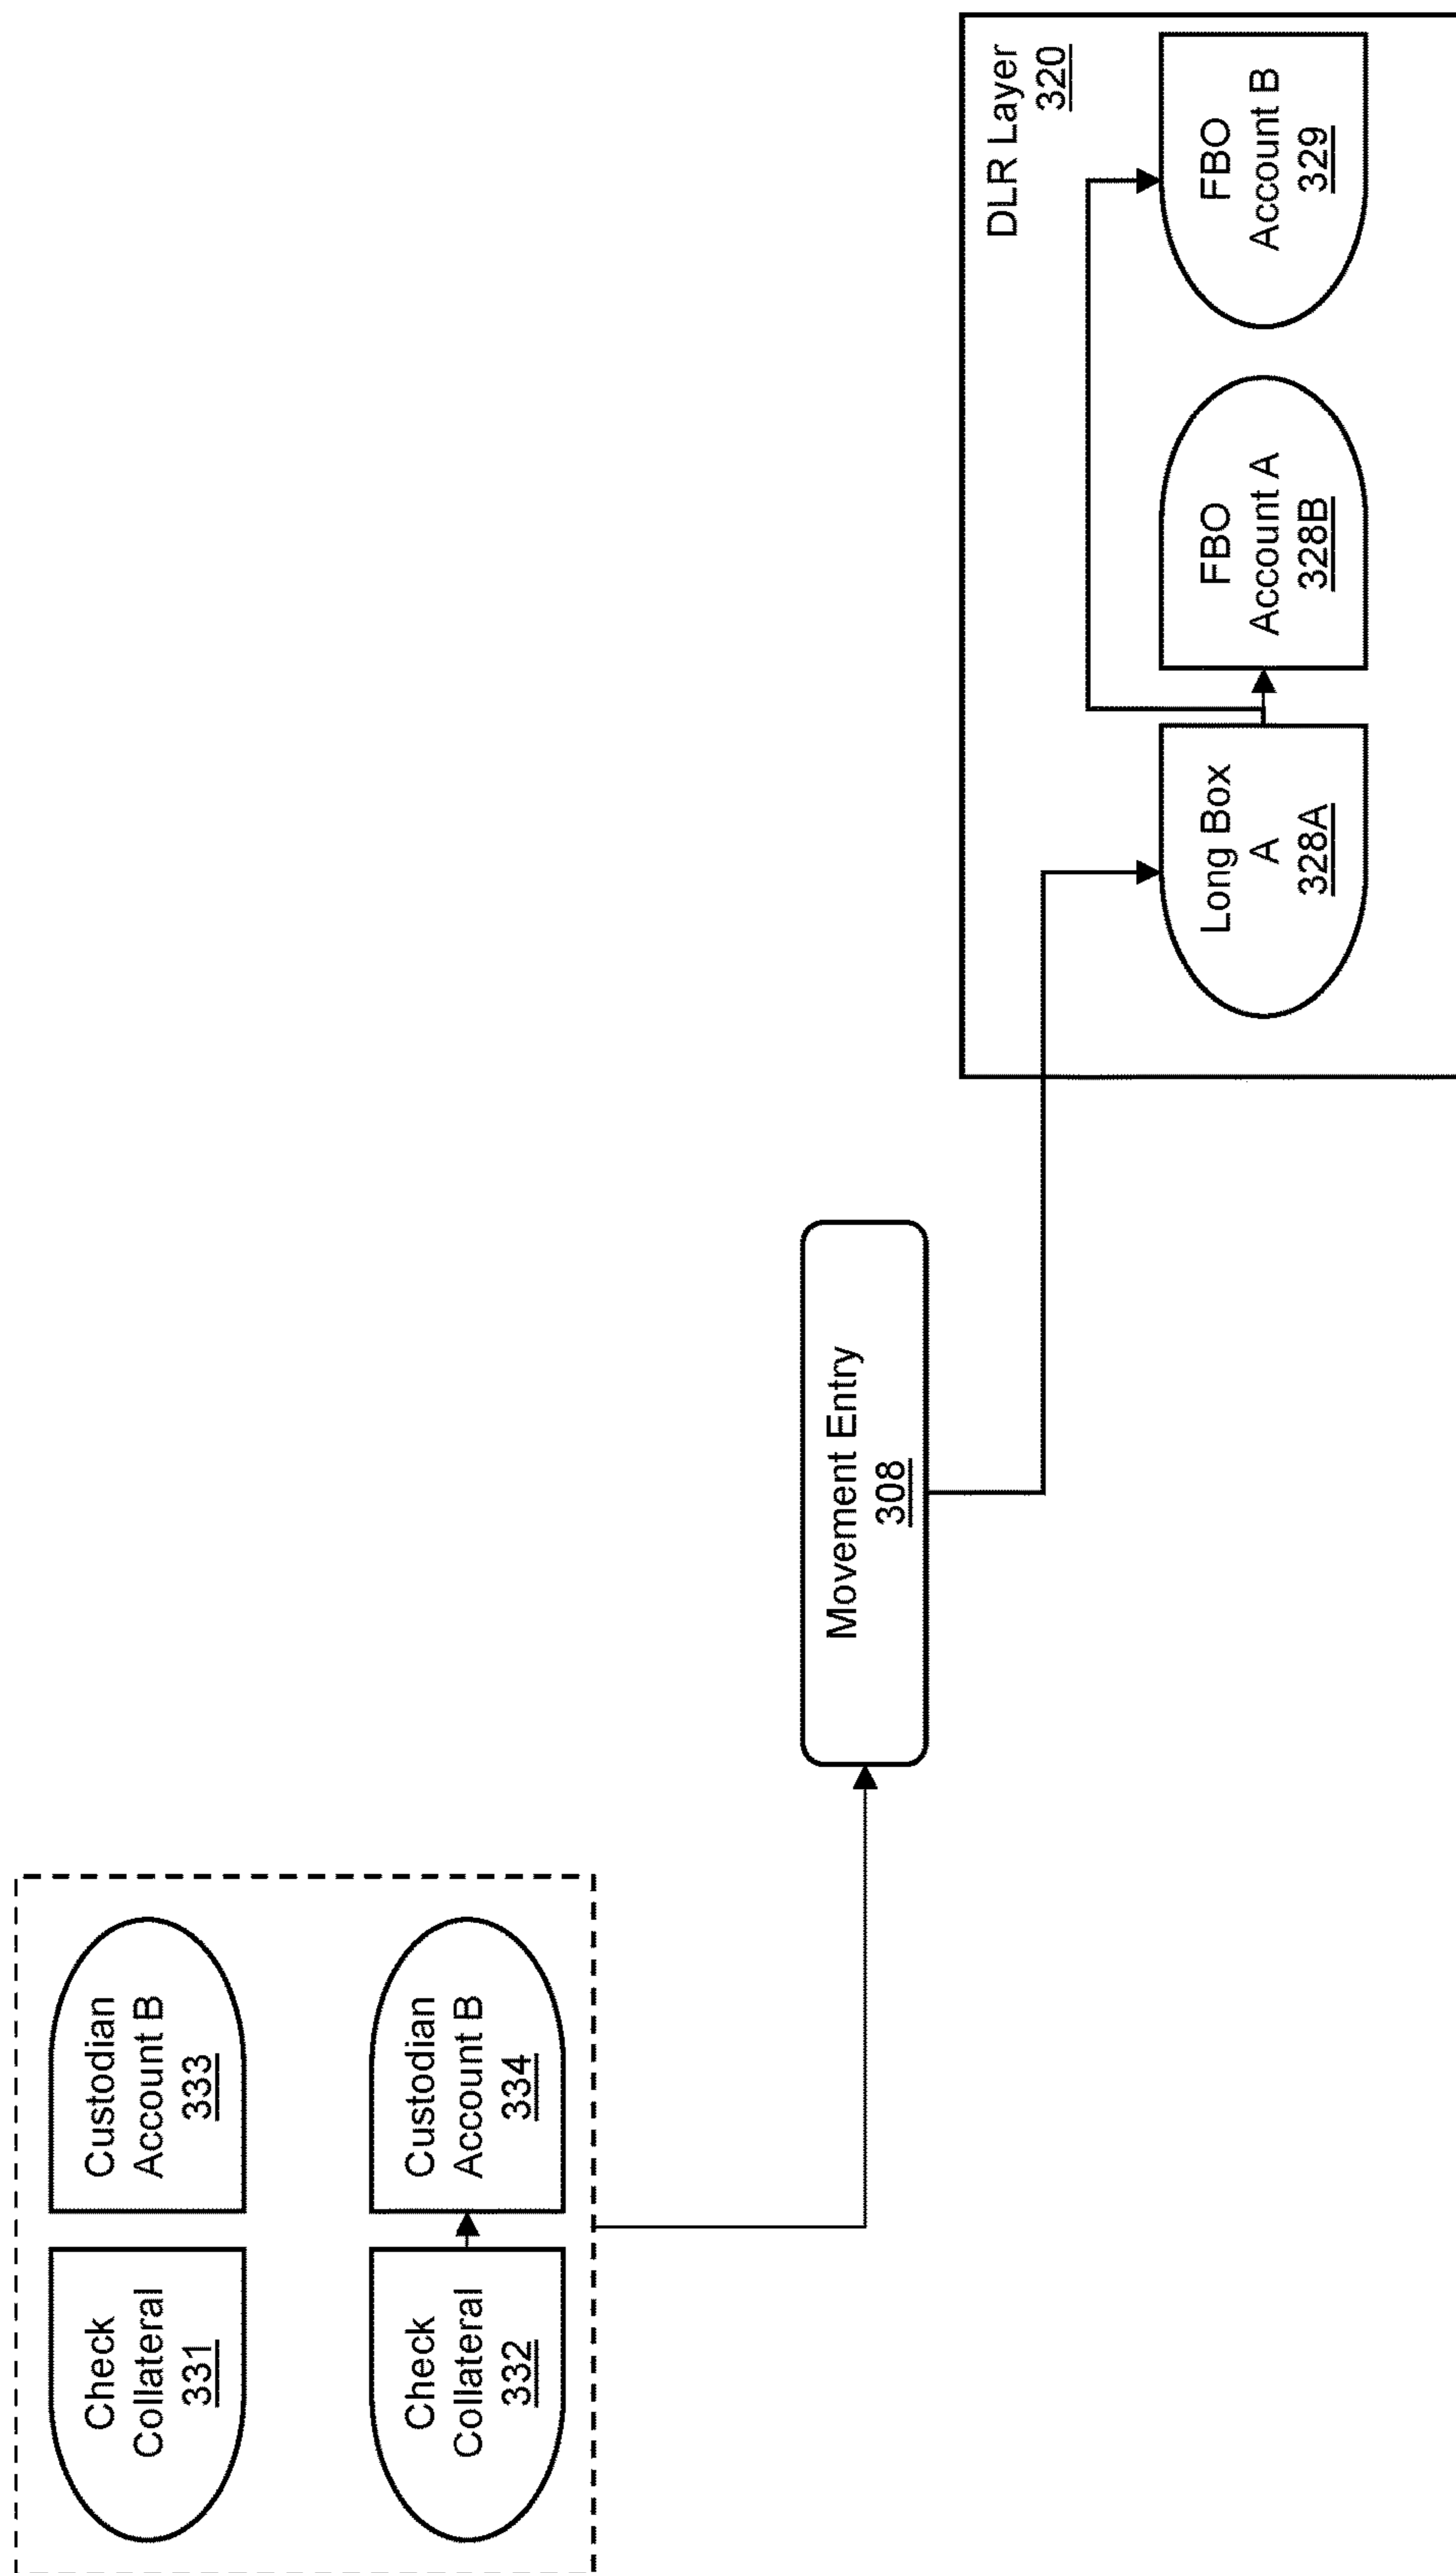 Check
Collateral
331
Custodian
Account B
333
Check
Collateral
332
Custodian
Account B
334
Movement Entry
308
DLR Layer
320
Long Box
A
328A
FBO
Account A
328B
FBO
Account B
329